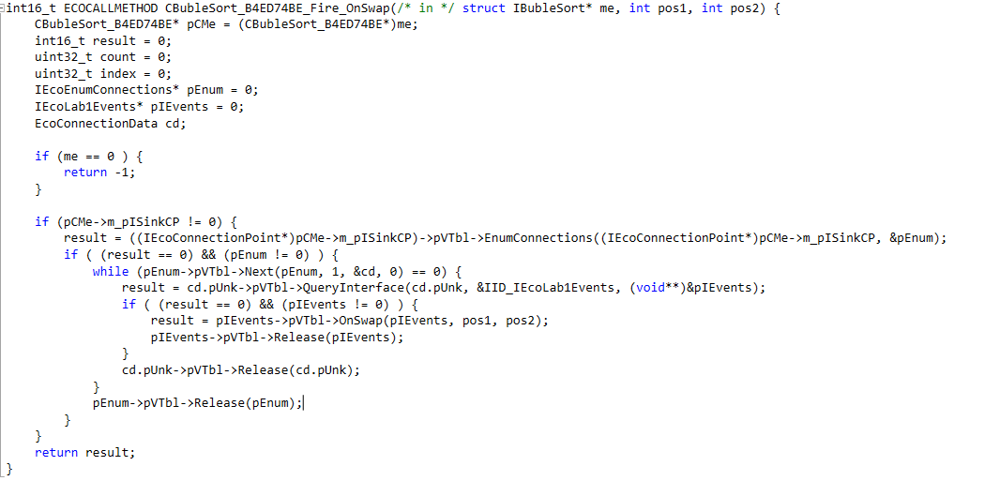 int16_t ECOCALLMETHOD CBubleSort_B4ED74BE_Fire_OnSwap(/* in */ struct IBubleSort* me, int pos1, int pos2) {
    CBubleSort_B4ED74BE* pCMe = (CBubleSort_B4ED74BE*)me;
    int16_t result = 0;
    uint32_t count = 0;
    uint32_t index = 0;
    IEcoEnumConnections* pEnum = 0;
    IEcoLab1Events* pIEvents = 0;
    EcoConnectionData cd;

    if (me == 0 ) {
        return -1;
    }

    if (pCMe->m_pISinkCP != 0) {
        result = ((IEcoConnectionPoint*)pCMe->m_pISinkCP)->pVTbl->EnumConnections((IEcoConnectionPoint*)pCMe->m_pISinkCP, &pEnum);
        if ( (result == 0) && (pEnum != 0) ) {
            while (pEnum->pVTbl->Next(pEnum, 1, &cd, 0) == 0) {
                result = cd.pUnk->pVTbl->QueryInterface(cd.pUnk, &IID_IEcoLab1Events, (void**)&pIEvents);
                if ( (result == 0) && (pIEvents != 0) ) {
                    result = pIEvents->pVTbl->OnSwap(pIEvents, pos1, pos2);
                    pIEvents->pVTbl->Release(pIEvents);
                }
                cd.pUnk->pVTbl->Release(cd.pUnk);
            }
            pEnum->pVTbl->Release(pEnum);
        }
    }
    return result;
}